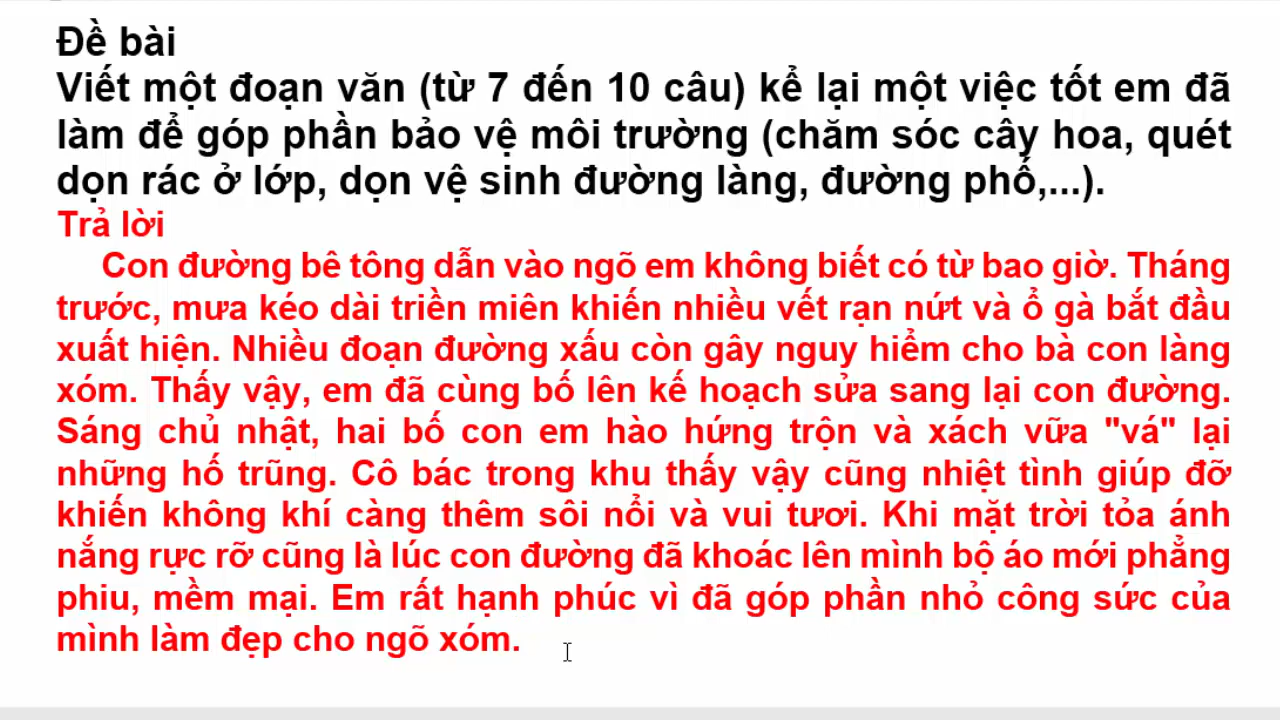 Đề bài
Viết một đoạn văn (từ 7 đến 10 câu) kể lại một việc tốt em đã
làm để góp phần bảo vệ môi trường (chăm sóc cây hoa, quét
dọn rác ở lớp, dọn vệ sinh đường làng, đường phố,...).
Trả lời
Con đường bê tông dẫn vào ngõ em không biết có từ bao giờ. Tháng
trước, mưa kéo dài triền miên khiến nhiều vết rạn nứt và ổ gà bắt đầu
xuất hiện. Nhiều đoạn đường xấu còn gây nguy hiểm cho bà con làng
xóm. Thấy vậy, em đã cùng bố lên kế hoạch sửa sang lại con đường.
Sáng chủ nhật, hai bố con em hào hứng trộn và xách vữa "vá" lại
những hố trũng. Cô bác trong khu thấy vậy cũng nhiệt tình giúp đỡ
khiến không khí càng thêm sôi nổi và vui tươi. Khi mặt trời tỏa ánh
nắng rực rỡ cũng là lúc con đường đã khoác lên mình bộ áo mới phẳng
phiu, mềm mại. Em rất hạnh phúc vì đã góp phần nhỏ công sức của
mình làm đẹp cho ngõ xóm.